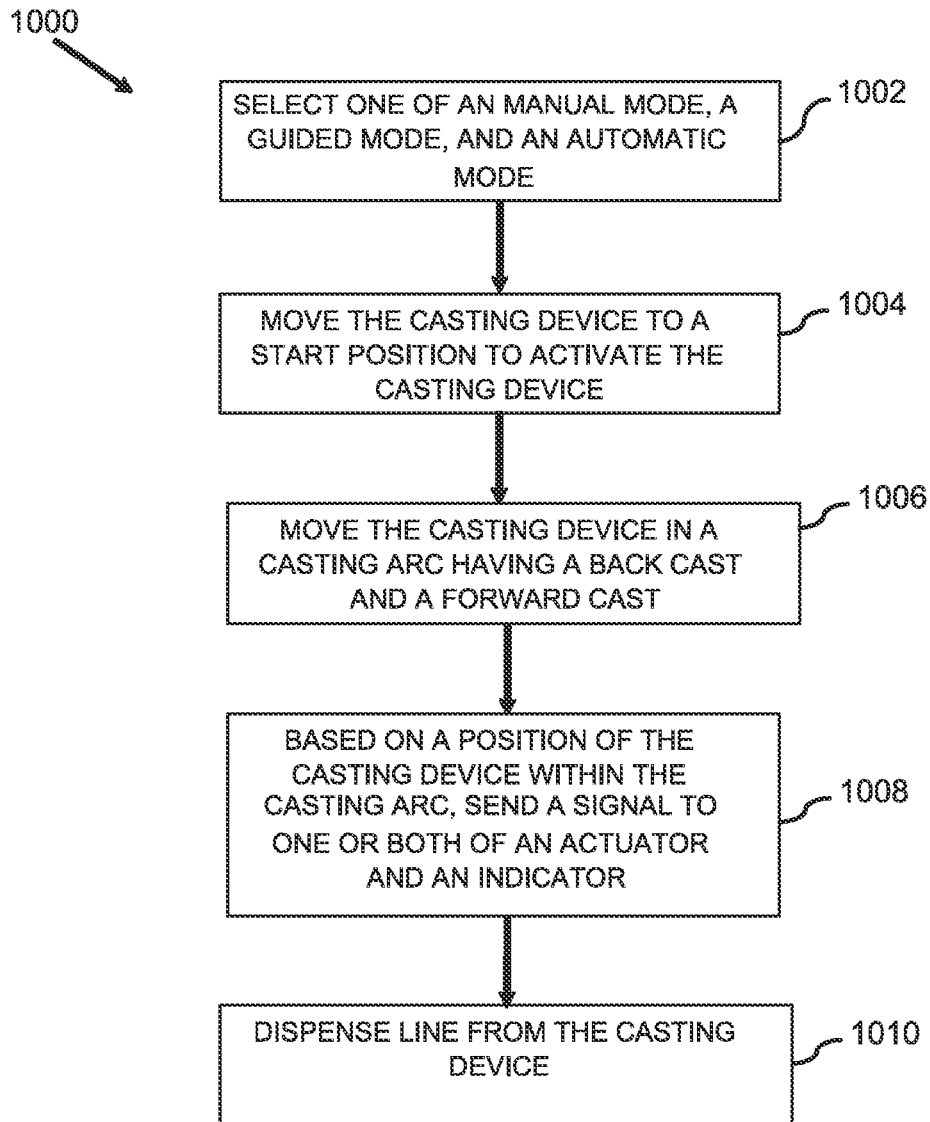 1000
SELECT ONE OF AN MANUAL MODE, A
GUIDED MODE, AND AN AUTOMATIC
MODE
1002
MOVE THE CASTING DEVICE TO A
START POSITION TO ACTIVATE THE
CASTING DEVICE
1004
MOVE THE CASTING DEVICE IN A
CASTING ARC HAVING A BACK CAST
AND A FORWARD CAST
1006
BASED ON A POSITION OF THE
CASTING DEVICE WITHIN THE
CASTING ARC, SEND A SIGNAL TO
ONE OR BOTH OF AN ACTUATOR
AND AN INDICATOR
1008
DISPENSE LINE FROM THE CASTING
DEVICE
1010